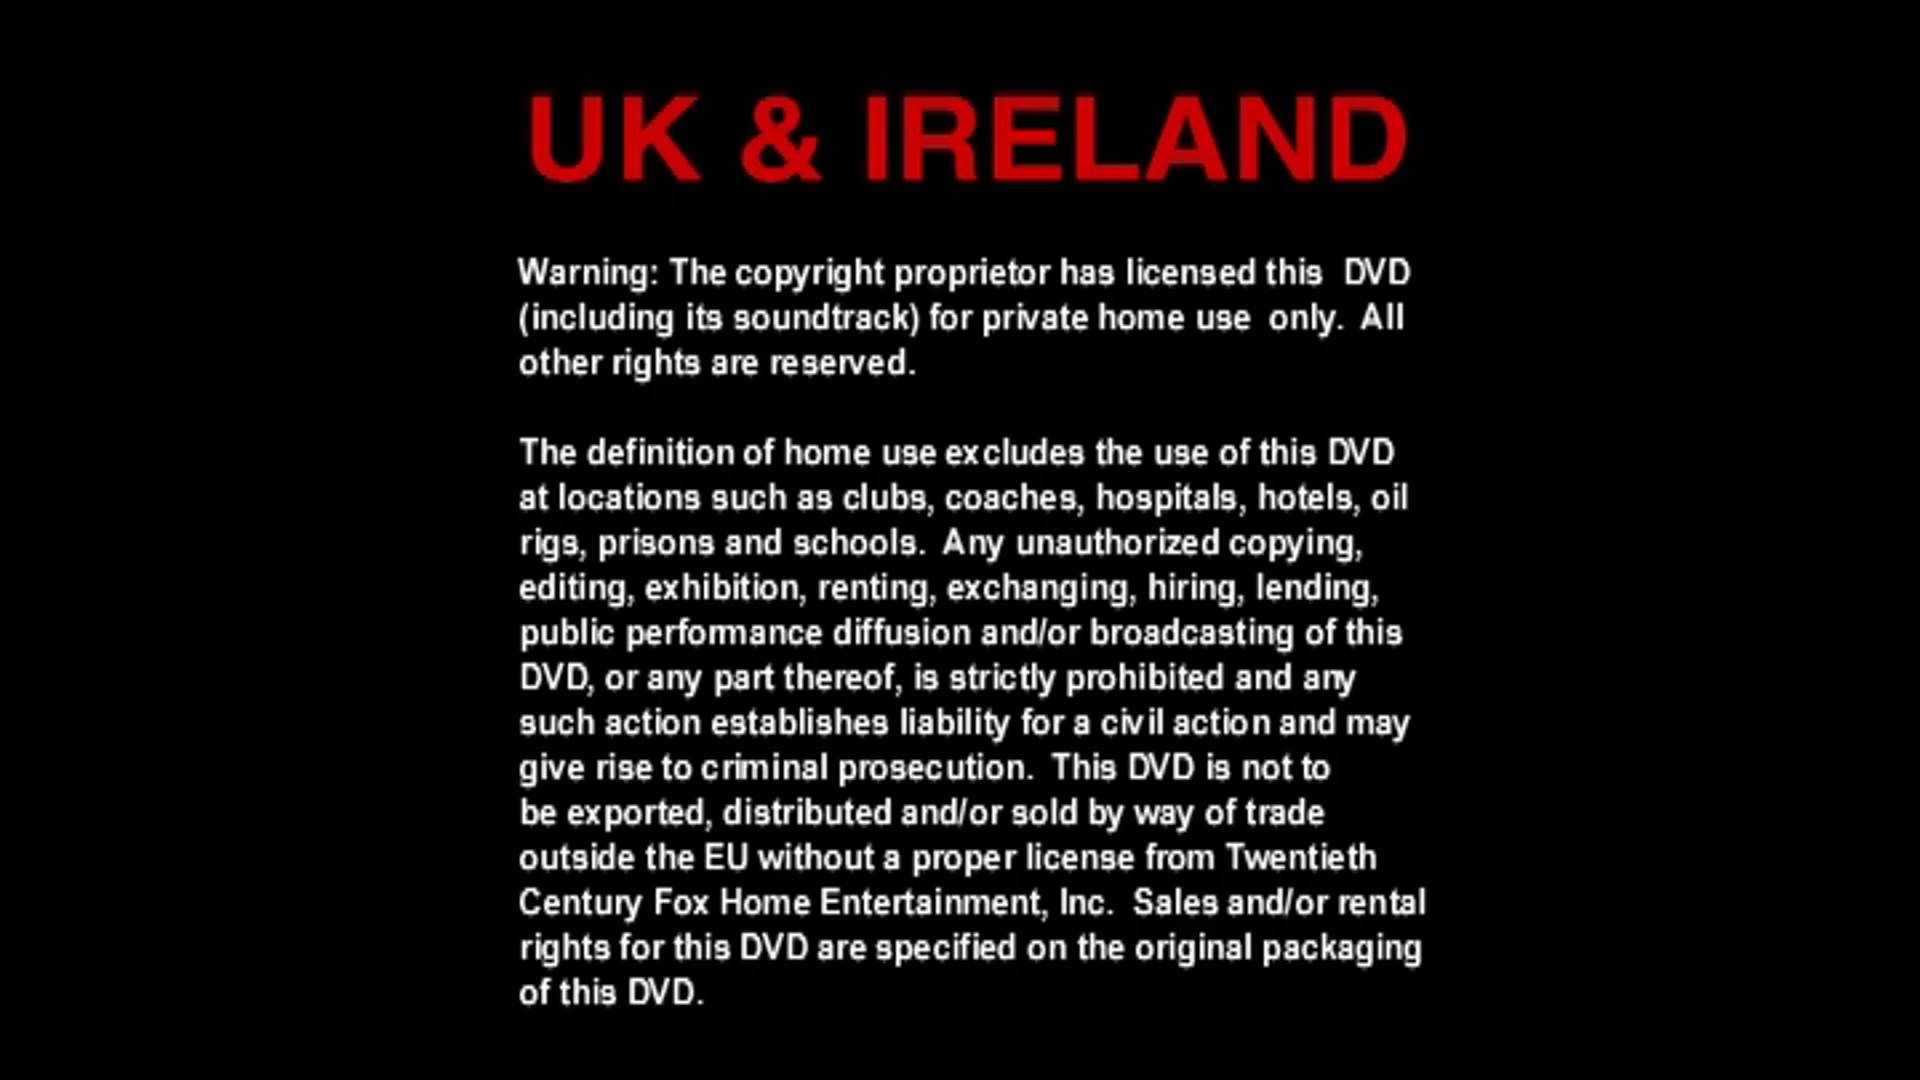 UK & IRELAND
Warning: The copyright proprietor has licensed this DVD
(including its soundtrack) for private home use only. All
other rights are reserved.
The definition of home use excludes the use of this DVD
at locations such as clubs, coaches, hospitals, hotels, oil
rigs, prisons and schools. Any unauthorized copying,
editing, exhibition, renting, exchanging, hiring, lending,
public performance diffusion and/or broadcasting of this
DVD, or any part thereof, is strictly prohibited and any
such action establishes liability for a civil action and may
give rise to criminal prosecution. This DVD is not to
be exported, distributed and/or sold by way of trade
outside the EU without a proper license from Twentieth
Century Fox Home Entertainment, Inc. Sales and/or rental
rights for this DVD are specified on the original packaging
of this DVD.